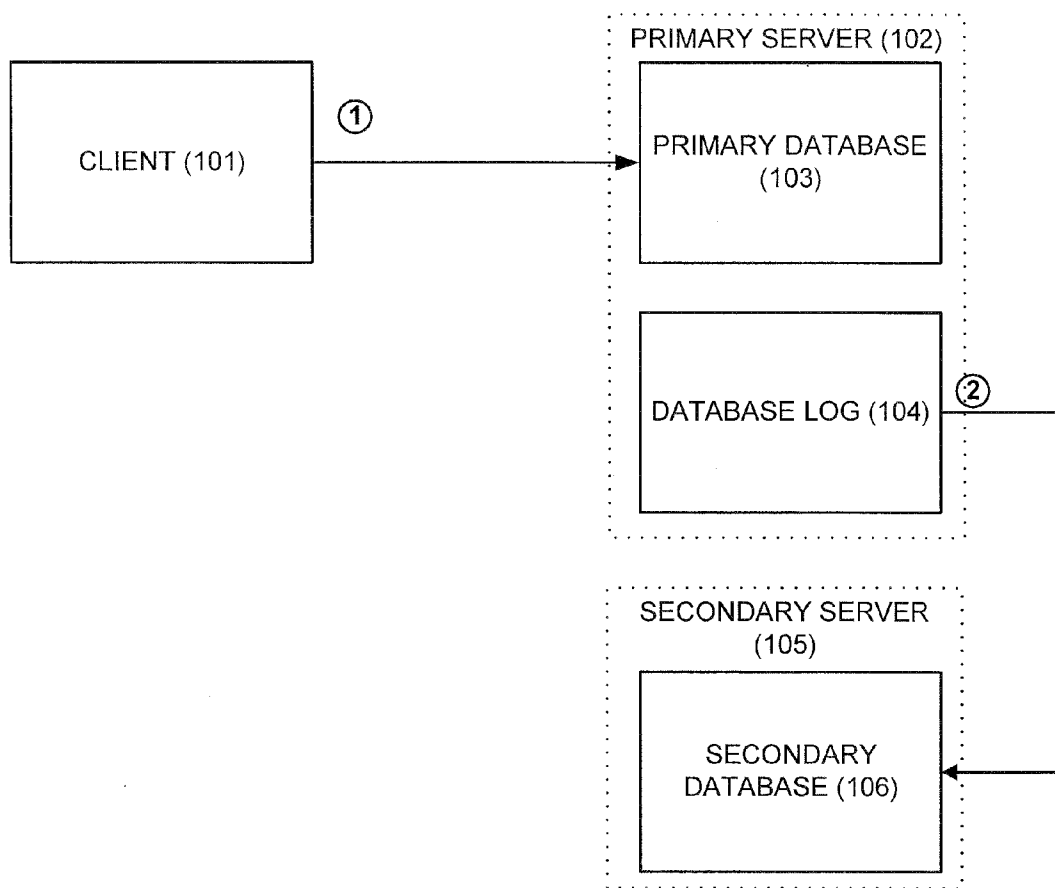 PRIMARY SERVER (102)
CLIENT (101)
①
PRIMARY DATABASE
(103)
DATABASE LOG (104)
②
SECONDARY SERVER
(105)
SECONDARY
DATABASE (106)